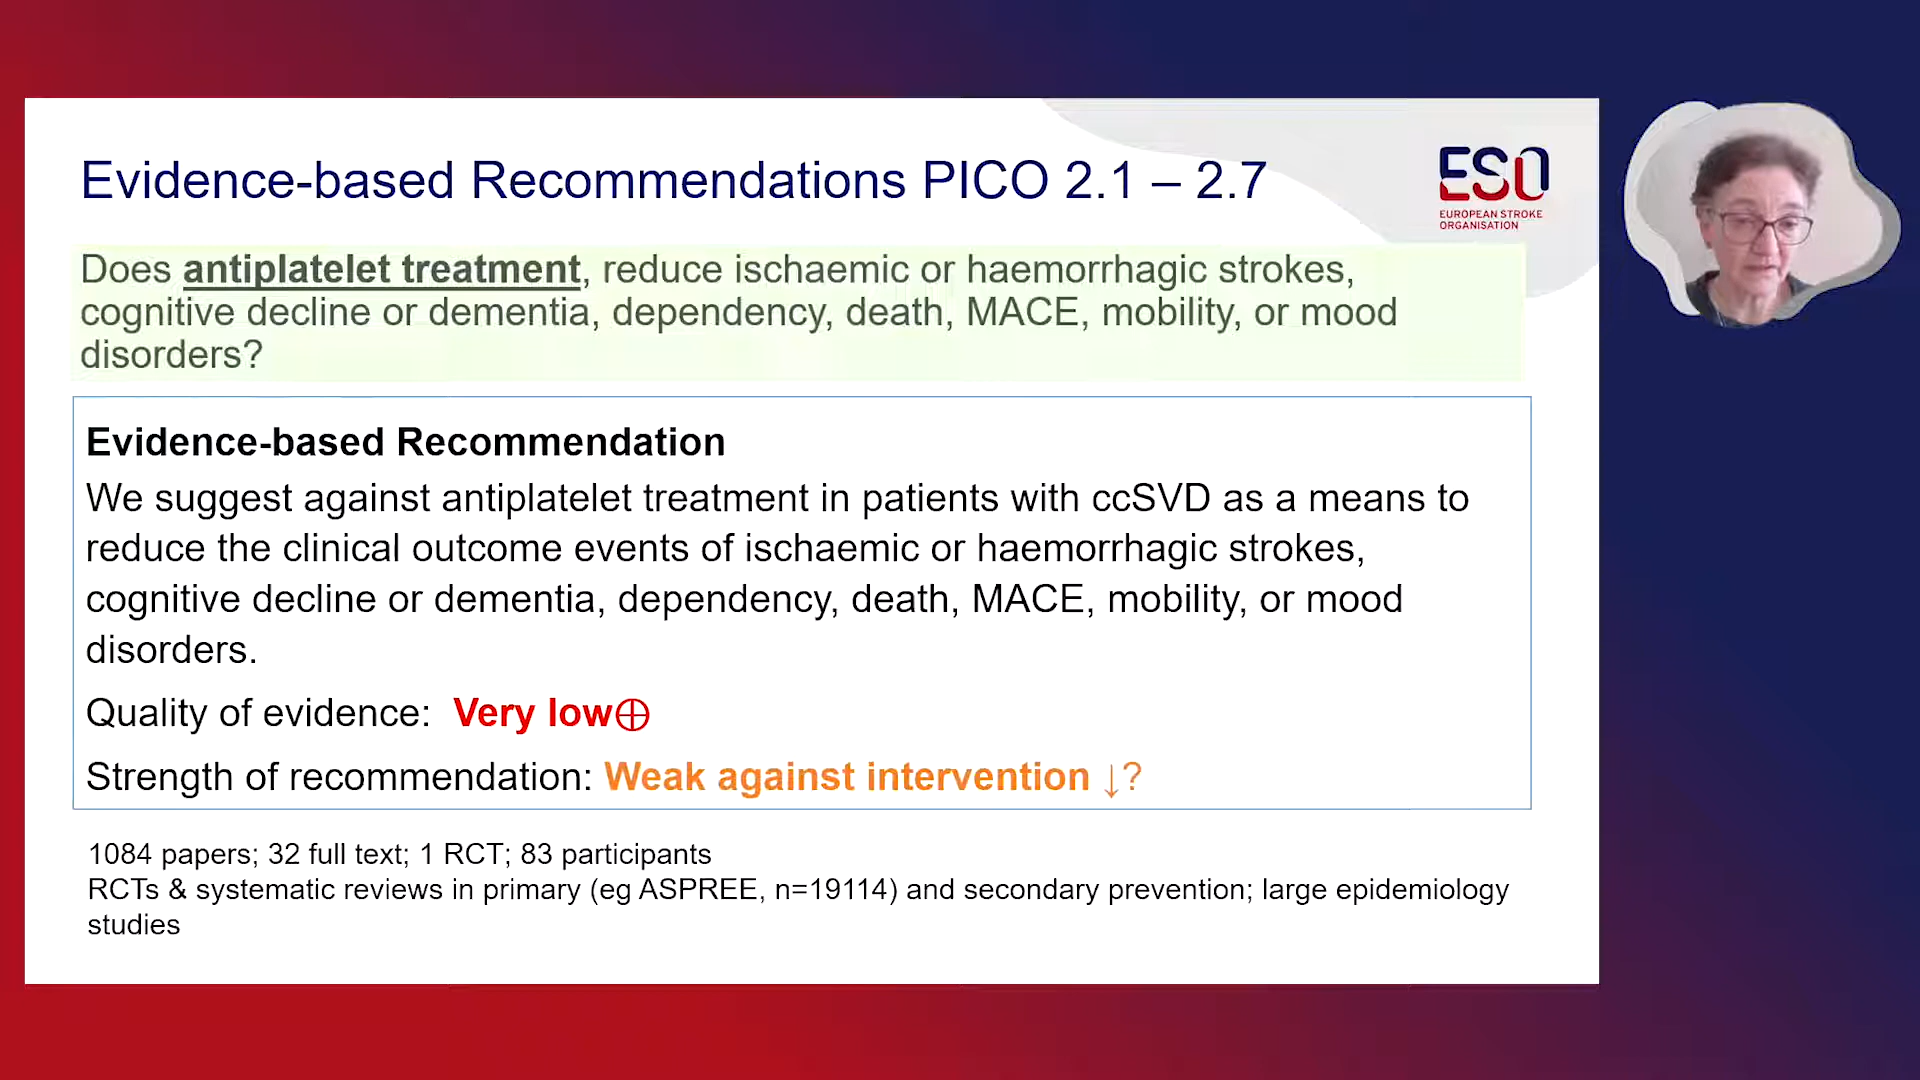 Evidence-based Recommendations PICO 2.1 – 2.7
ESO
EUROPEAN STROKE
ORGANISATION
Does antiplatelet treatment, reduce ischaemic or haemorrhagic strokes,
cognitive decline or dementia, dependency, death, MACE, mobility, or mood
disorders?
Evidence-based Recommendation
We suggest against antiplatelet treatment in patients with ccSVD as a means to
reduce the clinical outcome events of ischaemic or haemorrhagic strokes,
cognitive decline or dementia, dependency, death, MACE, mobility, or mood
disorders.
Quality of evidence: Very low⊕
Strength of recommendation: Weak against intervention ↓?
1084 papers; 32 full text; 1 RCT; 83 participants
RCTs & systematic reviews in primary (eg ASPREE, n=19114) and secondary prevention; large epidemiology
studies